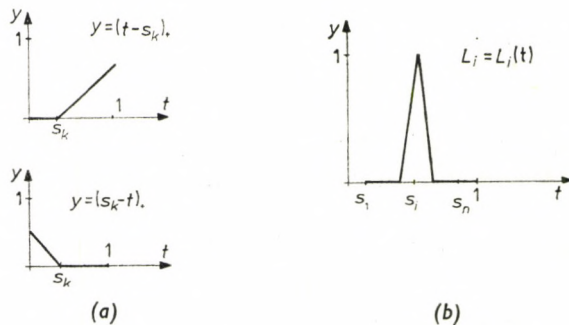 y
y=(t-s_k)₊
1
1
t
s_k
y
1
y=(s_k-t)₊
1
t
s_k
(a)
y
1
L_i=L_i(t)
s_1
s_i
s_n
1
t
(b)